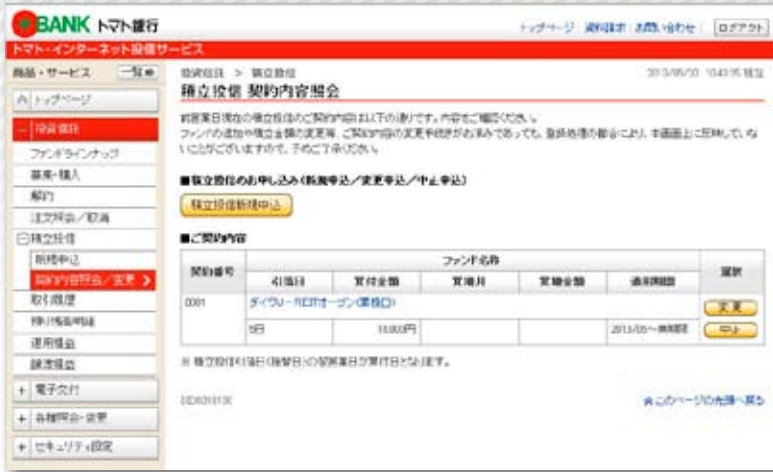 BANK トマト銀行
トップページ 資料請求 お問い合わせ ログアウト
トマト・インターネット投信サービス
商品・サービス 一覧
トップページ
投資信託
ファンドラインナップ
募集・購入
解約
注文照会/取消
積立投信
新規申込
契約内容照会/変更
取引履歴
預り残高明細
運用損益
譲渡損益
電子交付
各種照会・変更
セキュリティ設定
投資信託 > 積立投信
積立投信 契約内容照会
前営業日現在の積立投信のご契約内容は以下の通りです。内容をご確認ください。
ファンドの追加や積立金額の変更等、ご契約内容の変更手続きがお済みであっても、登録処理の都合により、本画面上に反映していな
いことがございますので、予めご了承ください。
■積立投信のお申し込み(新規申込/変更申込/中止申込)
積立投信新規申込
■ご契約内容
契約番号 ファンド名称 選択
引落日 買付金額 買増月 買増金額 適用期間
0001 ダイワJ-REITオープン(業務口) 変更
5日 10,000円 2013/05~無期限 中止
※ 積立投信引落日(振替日)の翌営業日が買付日となります。
このページの先頭へ戻る